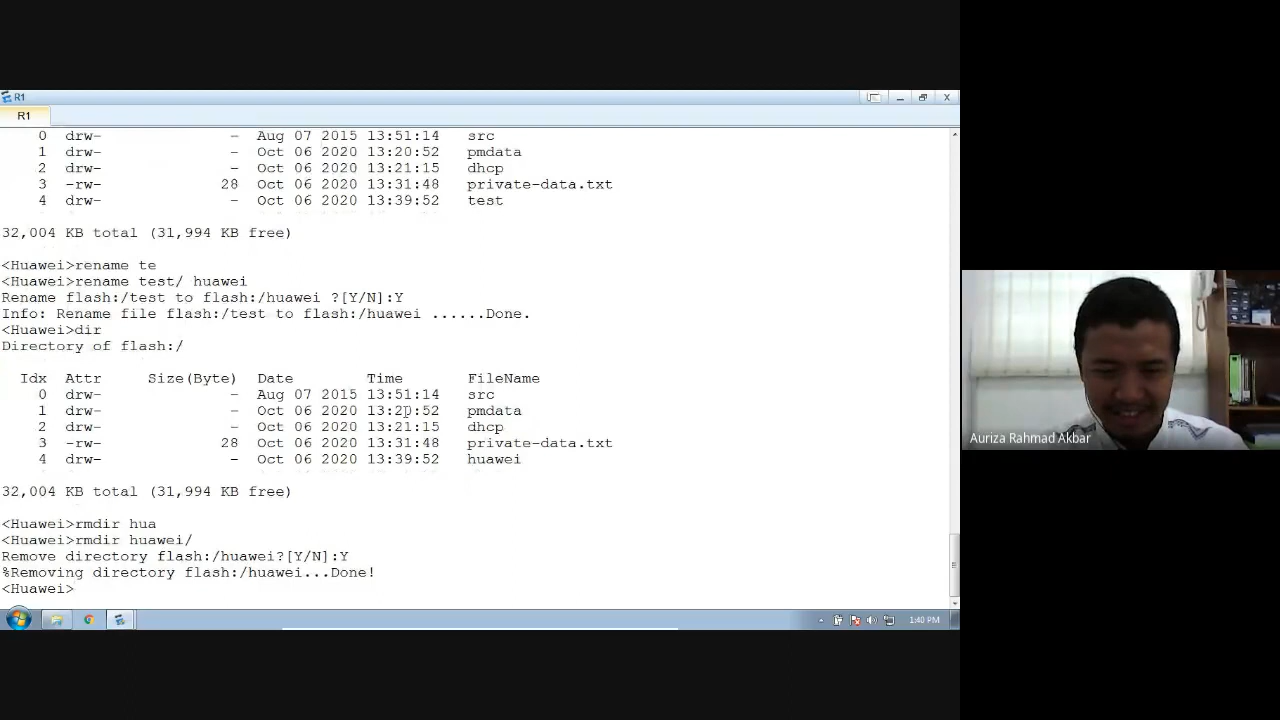 R1
R1
0 drw- - Aug 07 2015 13:51:14 src
1 drw- - Oct 06 2020 13:20:52 pmdata
2 drw- - Oct 06 2020 13:21:15 dhcp
3 -rw- 28 Oct 06 2020 13:31:48 private-data.txt
4 drw- - Oct 06 2020 13:39:52 test
32,004 KB total (31,994 KB free)
<Huawei>rename te
<Huawei>rename test/ huawei
Rename flash:/test to flash:/huawei ?[Y/N]:Y
Info: Rename file flash:/test to flash:/huawei ......Done.
<Huawei>dir
Directory of flash:/
Idx Attr Size(Byte) Date Time FileName
0 drw- - Aug 07 2015 13:51:14 src
1 drw- - Oct 06 2020 13:20:52 pmdata
2 drw- - Oct 06 2020 13:21:15 dhcp
3 -rw- 28 Oct 06 2020 13:31:48 private-data.txt
4 drw- - Oct 06 2020 13:39:52 huawei
32,004 KB total (31,994 KB free)
<Huawei>rmdir hua
<Huawei>rmdir huawei/
Remove directory flash:/huawei?[Y/N]:Y
%Removing directory flash:/huawei...Done!
<Huawei>
1:40 PM
Auriza Rahmad Akbar